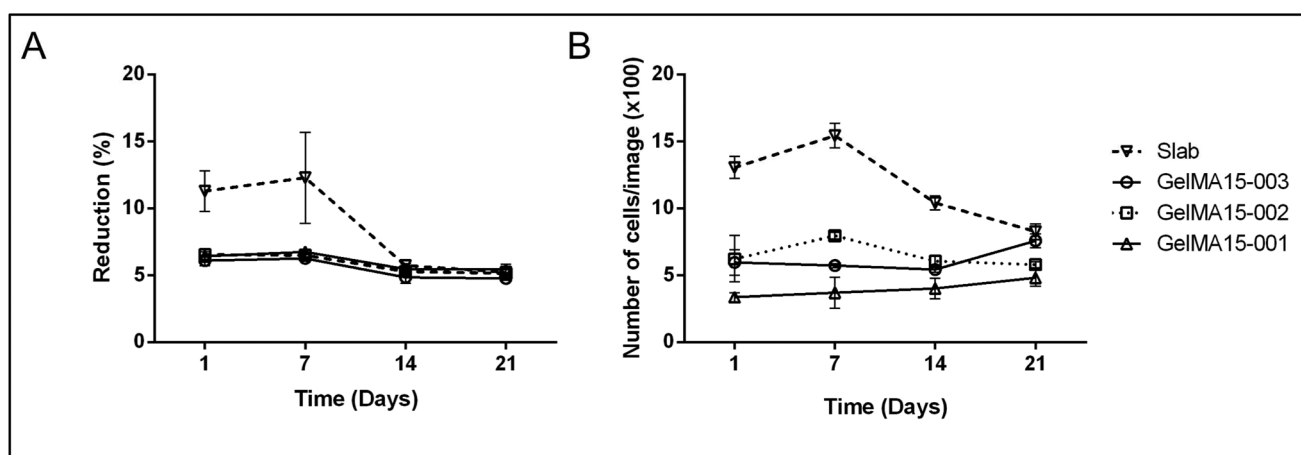 A
Reduction (%)
20
15
10
5
0
1 7 14 21
Time (Days)
B
Number of cells/image (x100)
20
15
10
5
0
1 7 14 21
Time (Days)
Slab
GelMA15-003
GelMA15-002
GelMA15-001